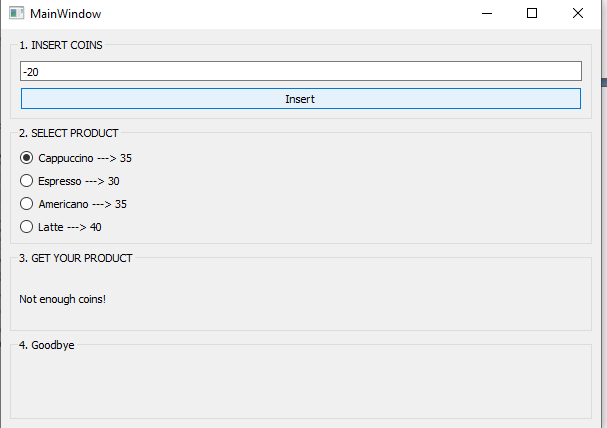 MainWindow
1. INSERT COINS
-20
Insert
2. SELECT PRODUCT
Cappuccino ---> 35
Espresso ---> 30
Americano ---> 35
Latte ---> 40
3. GET YOUR PRODUCT
Not enough coins!
4. Goodbye